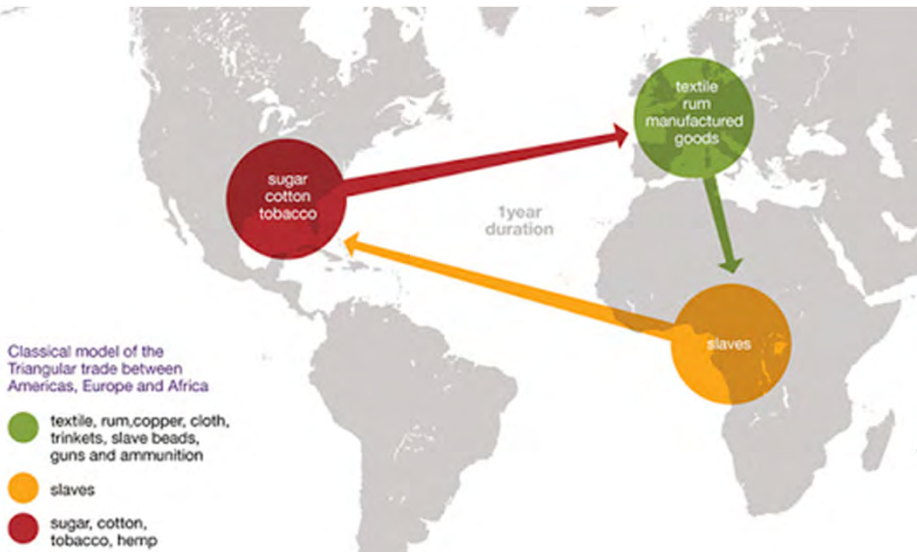 textile
rum
manufactured
goods
sugar
cotton
tobacco
1year
duration
slaves
Classical model of the
Triangular trade between
Americas, Europe and Africa
textile, rum,copper, cloth,
trinkets, slave beads,
guns and ammunition
slaves
sugar, cotton,
tobacco, hemp